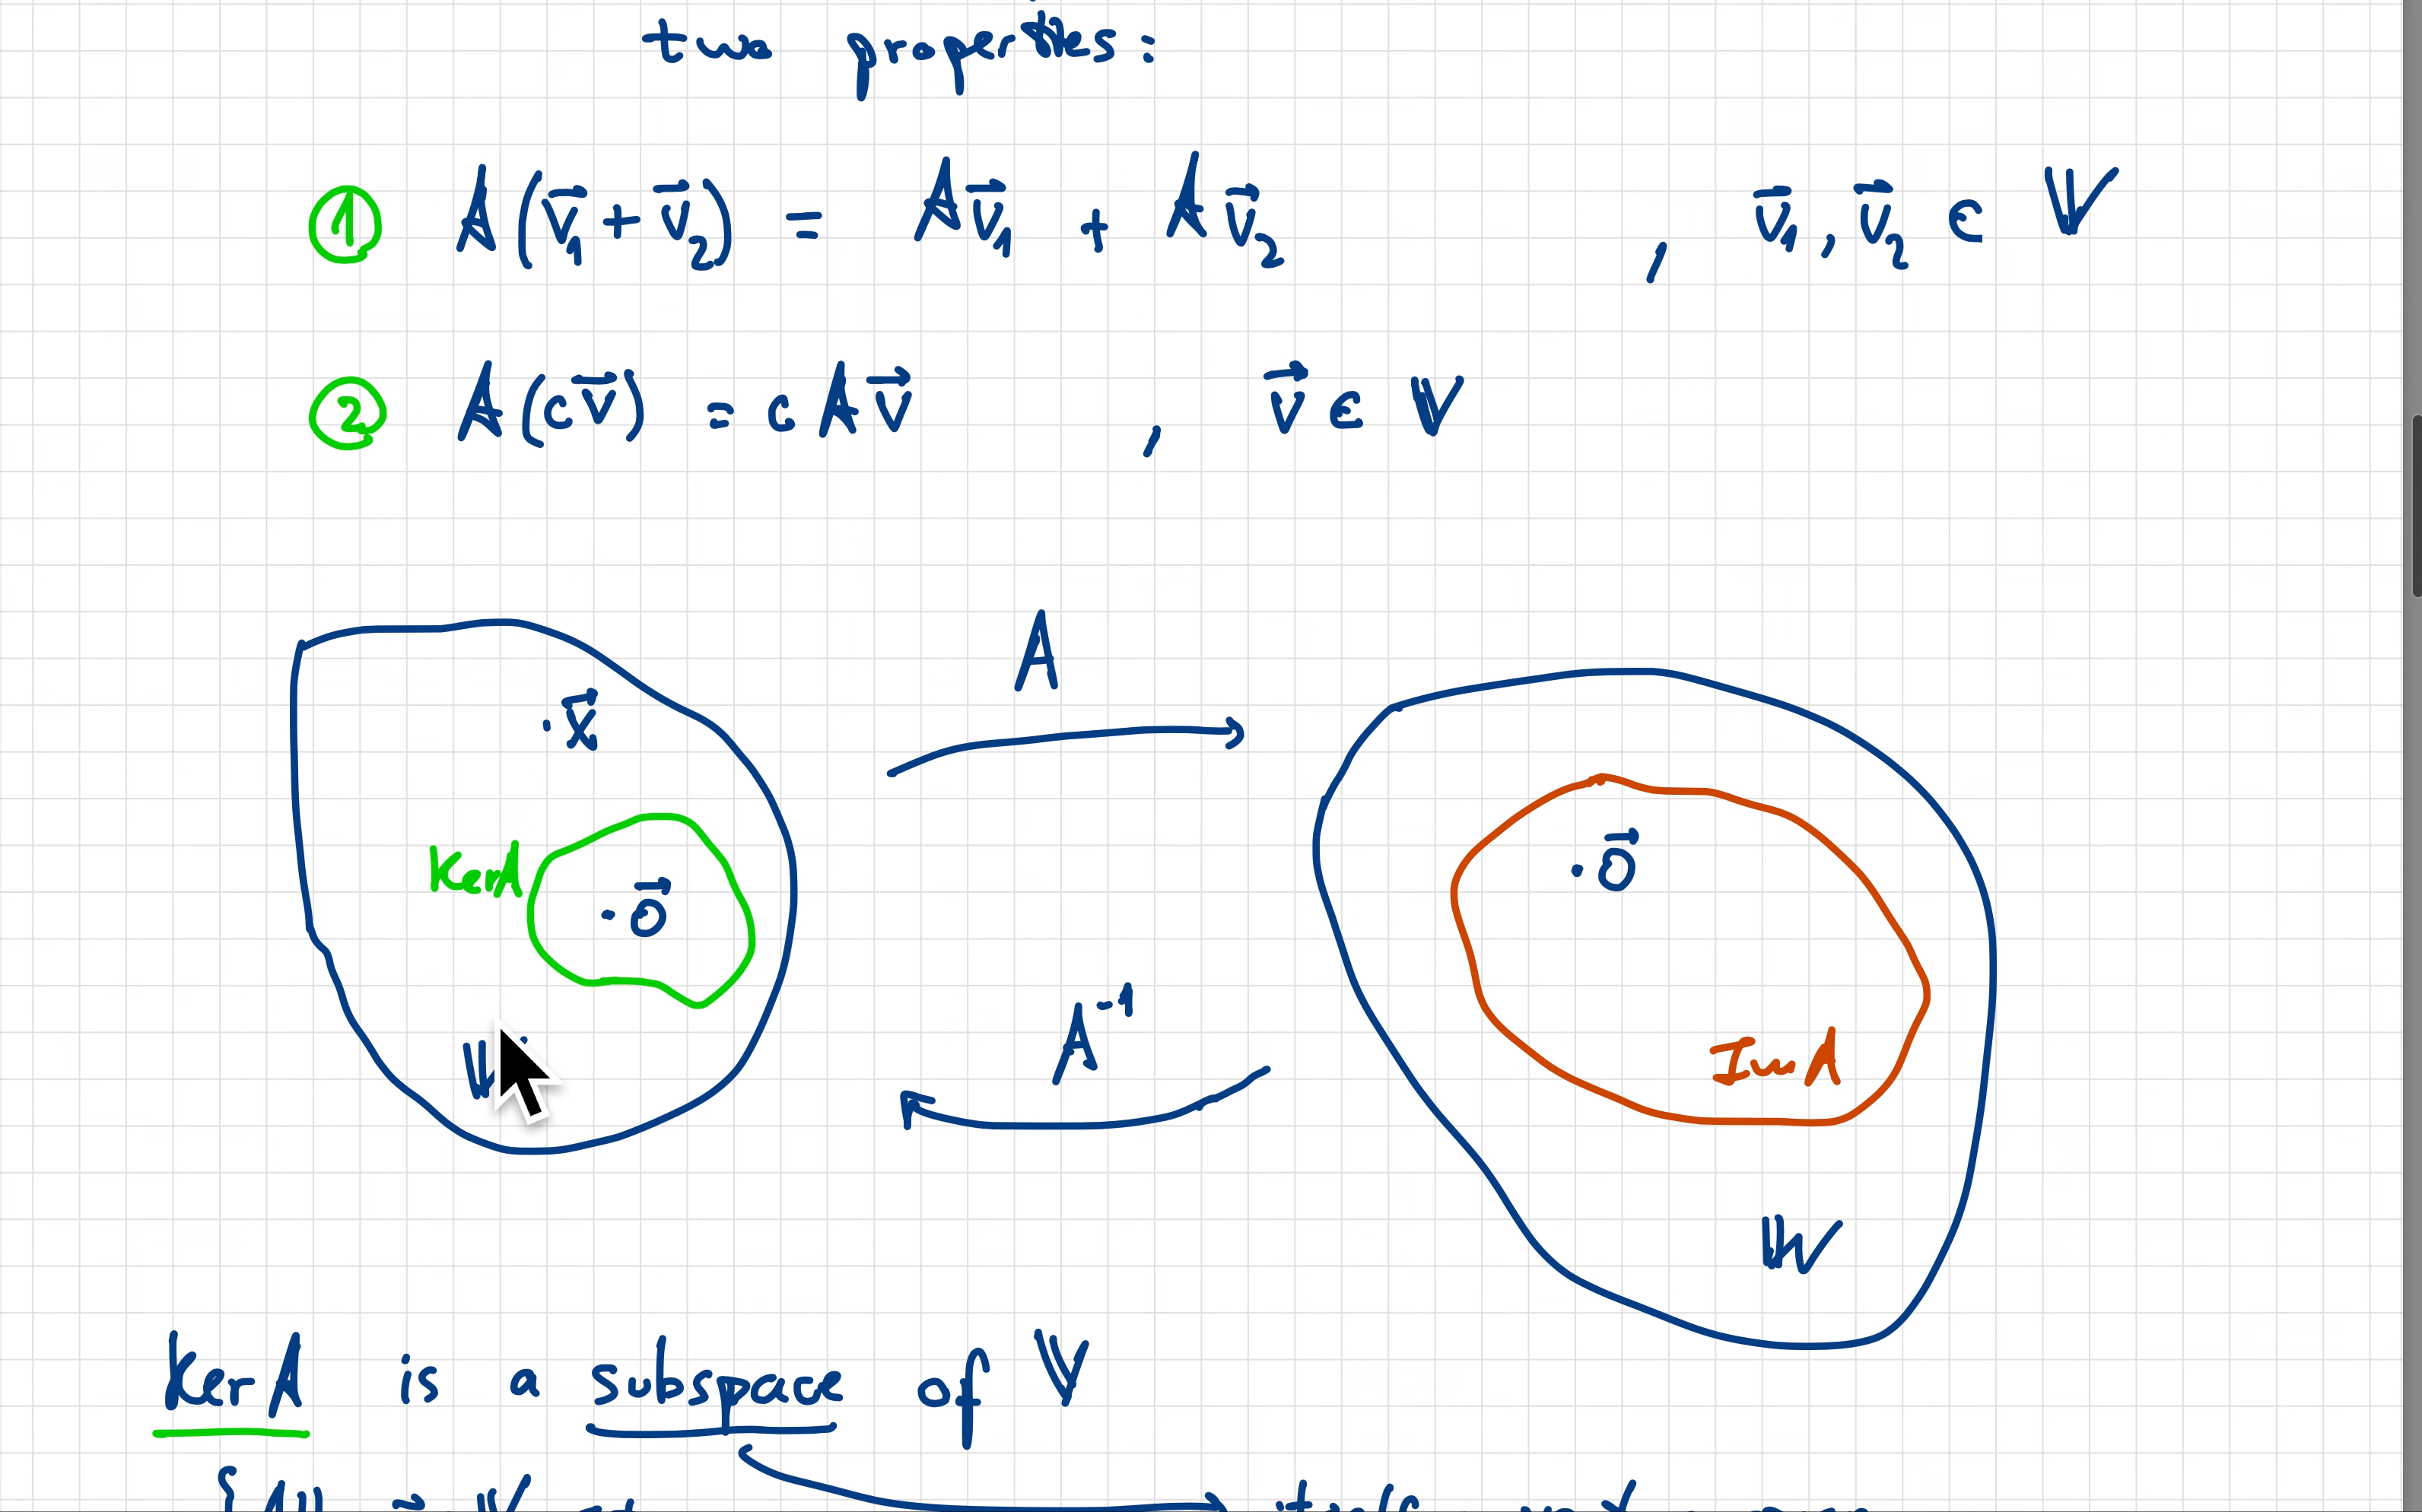 two properties:
① A(v⃗₁ + v⃗₂) = Av⃗₁ + Av⃗₂ , v⃗₁, v⃗₂ ∈ V
② A(cv⃗) = cAv⃗ , v⃗ ∈ V
A
· x⃗
· 0⃗
KerA
· 0⃗
A⁻¹
ImA
W
KerA is a subspace of V